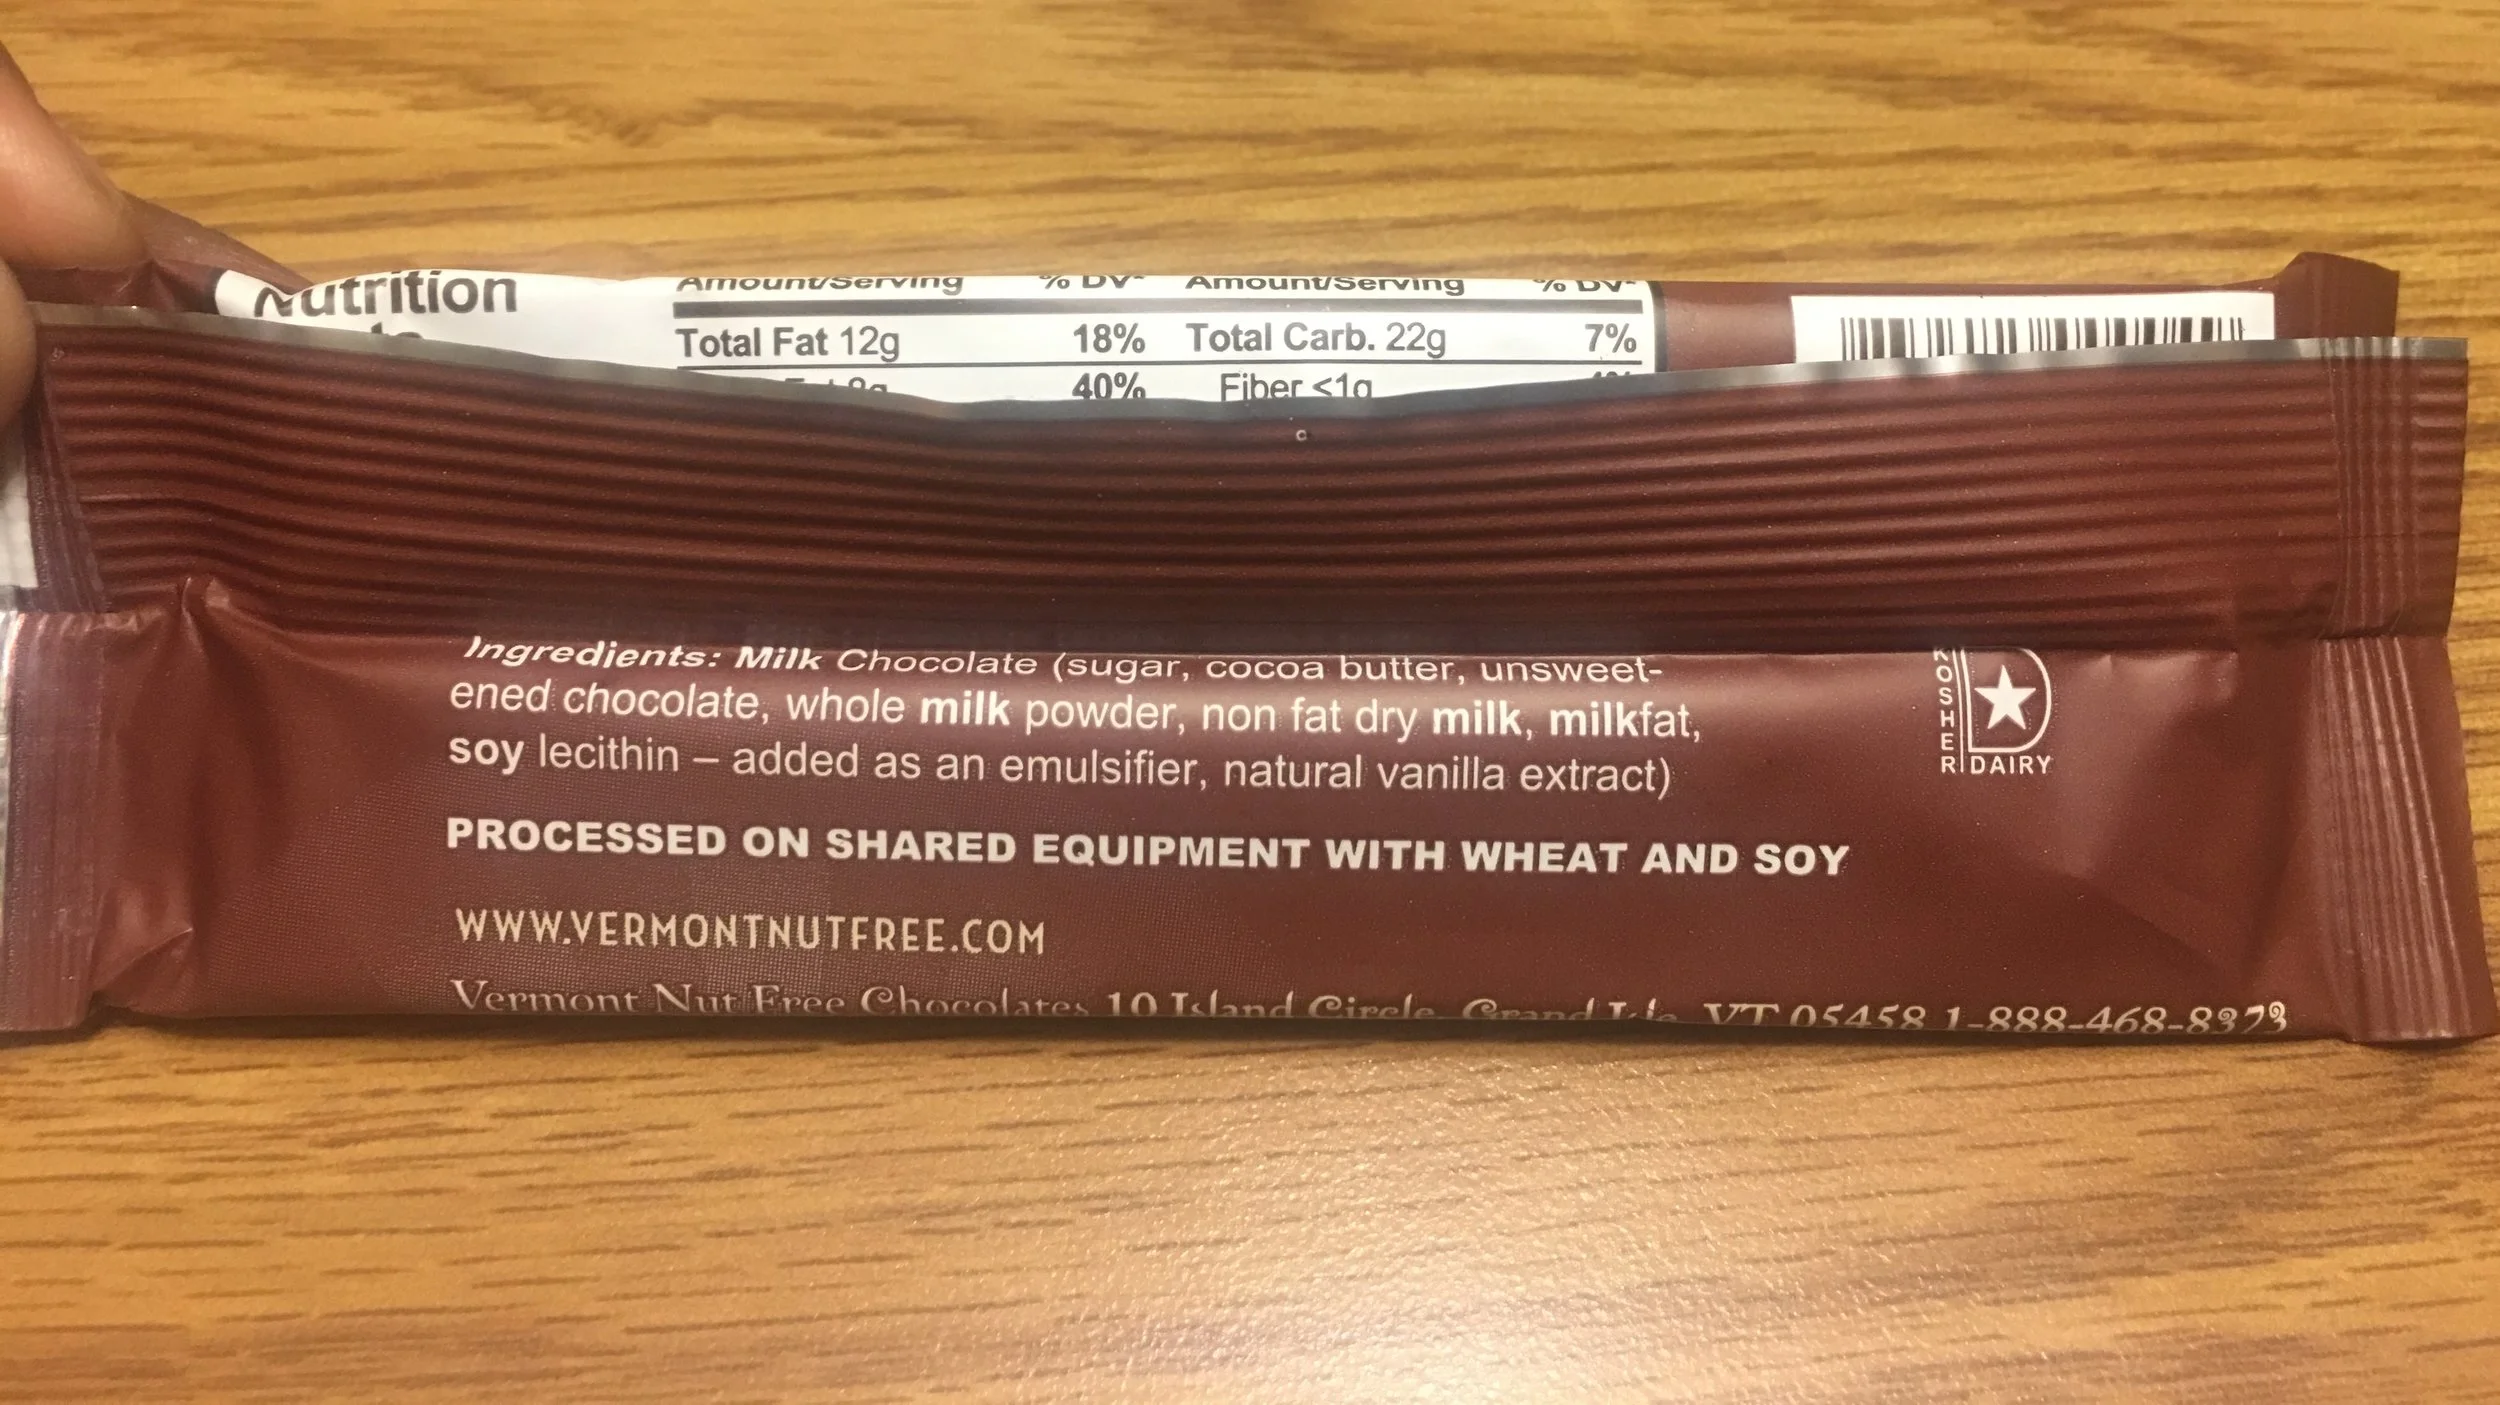 Nutrition
Amount/Serving % DV* Amount/Serving % DV*
Total Fat 12g 18% Total Carb. 22g 7%
40% Fiber <1g
Ingredients: Milk Chocolate (sugar, cocoa butter, unsweet-
ened chocolate, whole milk powder, non fat dry milk, milkfat,
soy lecithin – added as an emulsifier, natural vanilla extract)
KOSHER DAIRY
PROCESSED ON SHARED EQUIPMENT WITH WHEAT AND SOY
WWW.VERMONTNUTFREE.COM
Vermont Nut Free Chocolates 10 Island Circle, Grand Isle, VT 05458 1-888-468-8373